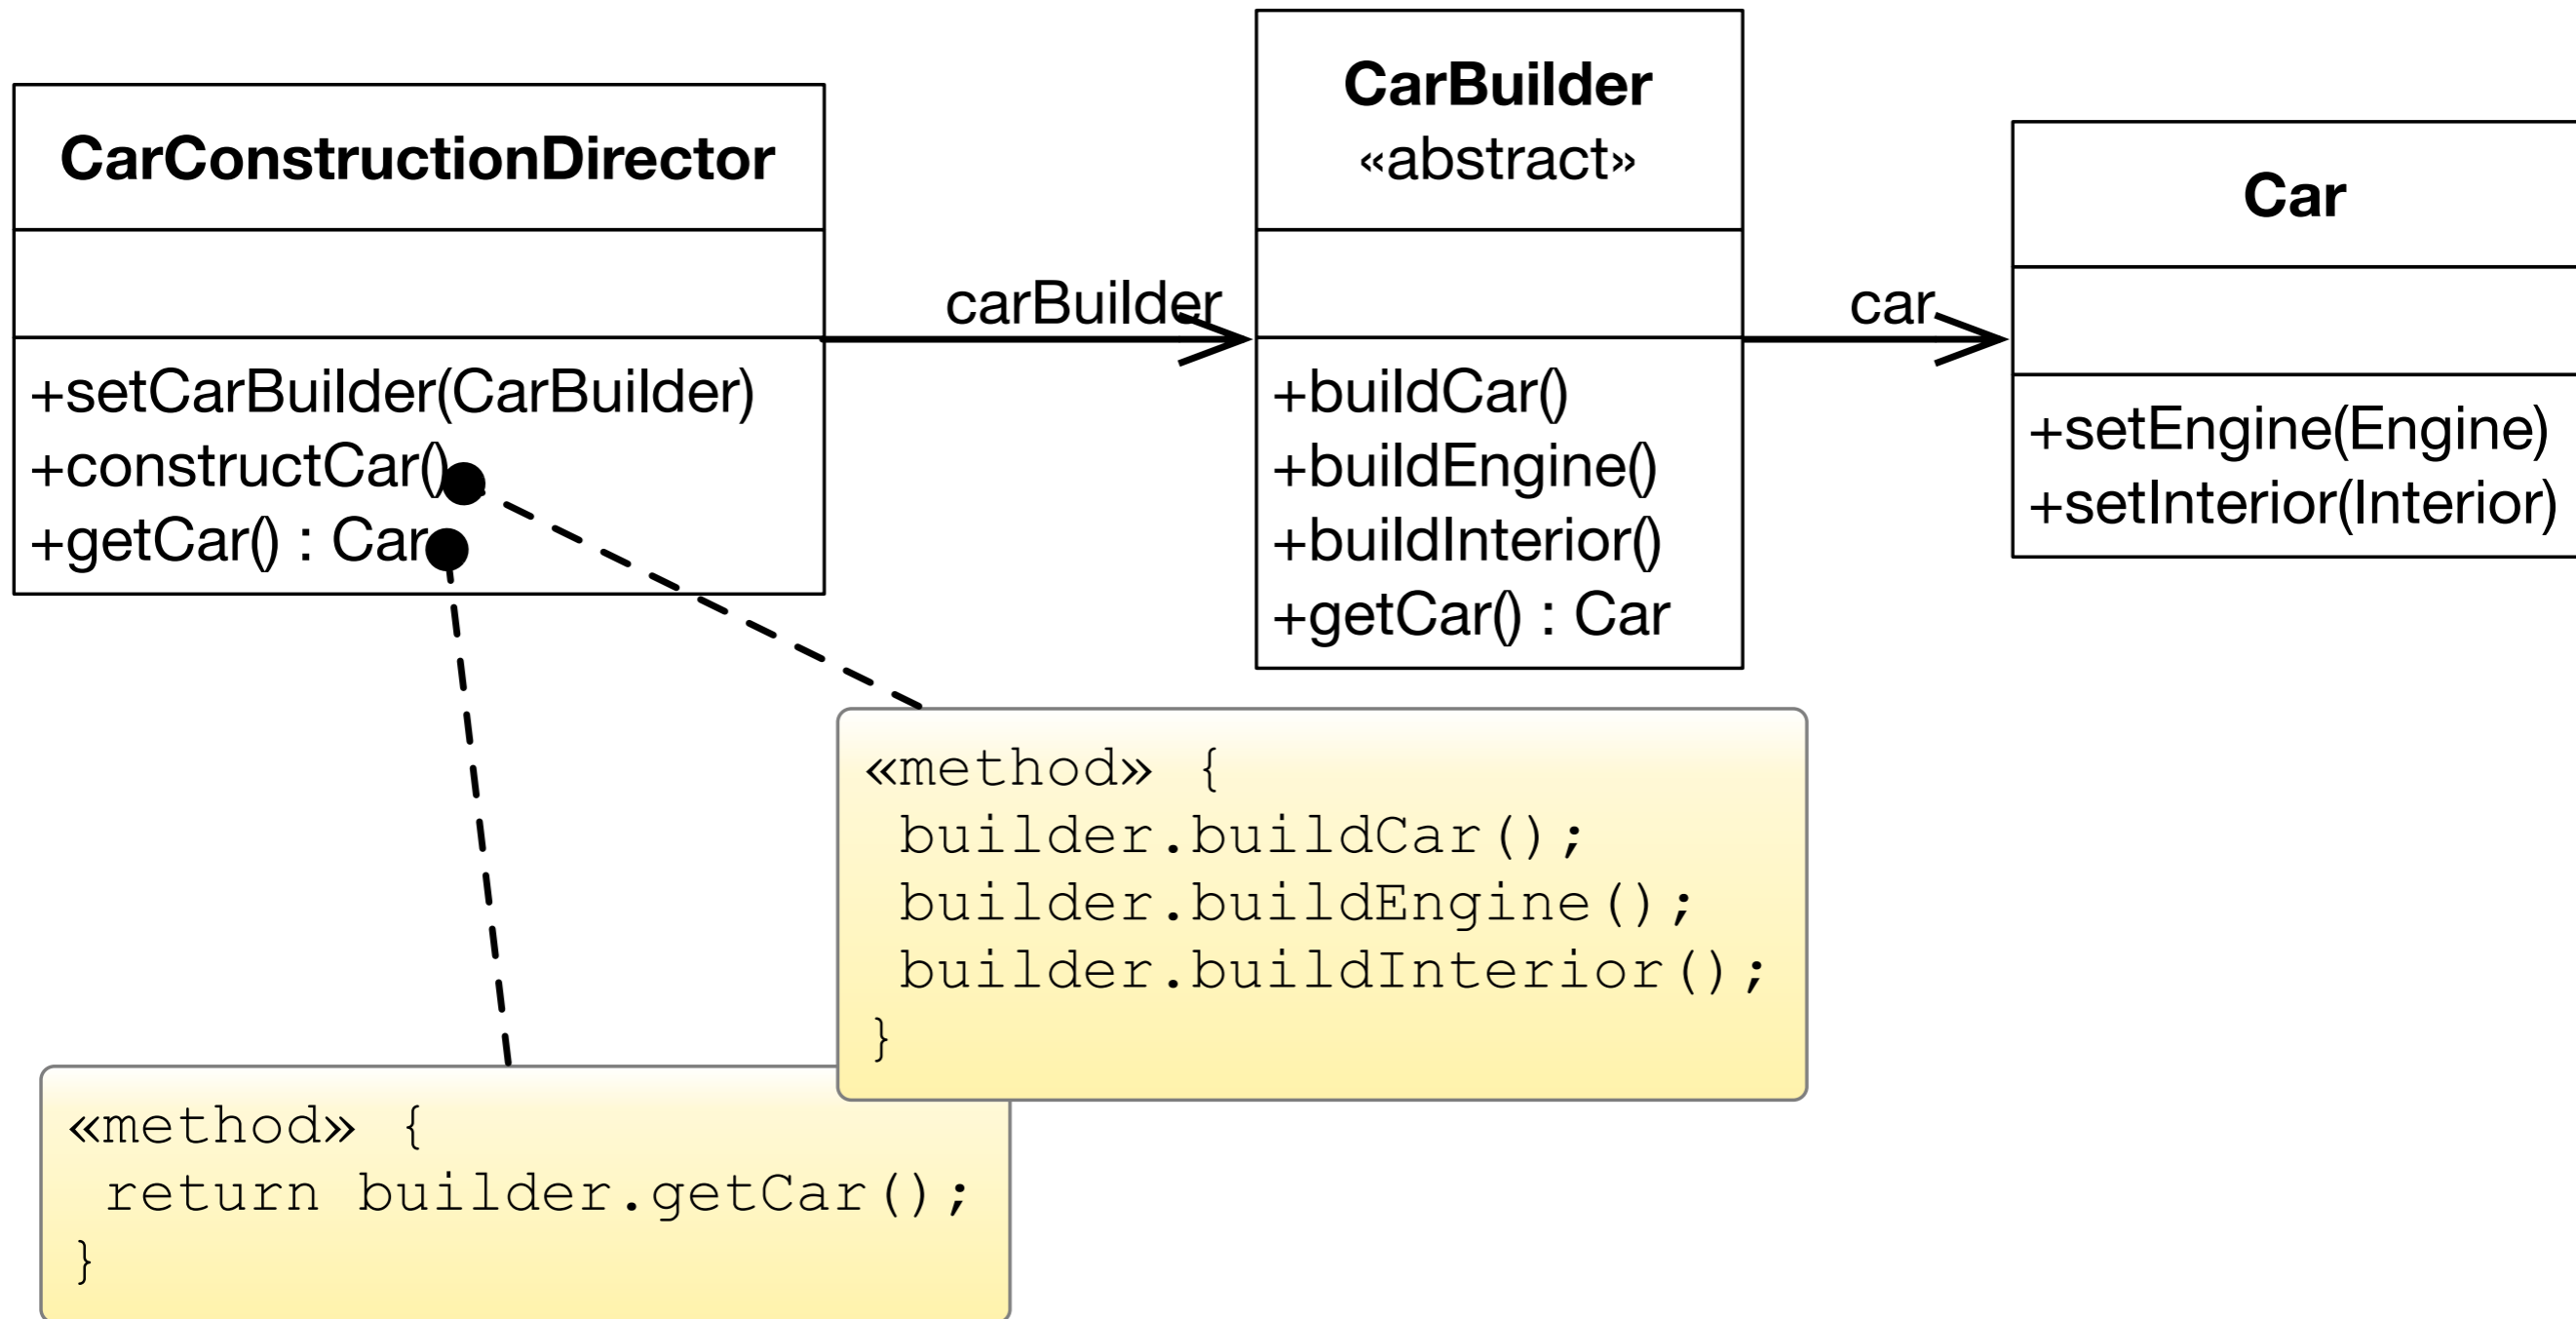 CarConstructionDirector
+setCarBuilder(CarBuilder)
+constructCar()
+getCar() : Car
carBuilder
CarBuilder
«abstract»
+buildCar()
+buildEngine()
+buildInterior()
+getCar() : Car
car
Car
+setEngine(Engine)
+setInterior(Interior)
«method» {
builder.buildCar();
builder.buildEngine();
builder.buildInterior();
}
«method» {
return builder.getCar();
}